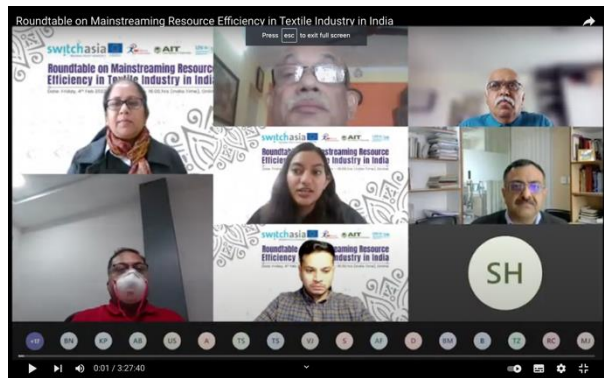 Roundtable on Mainstreaming Resource Efficiency in Textile Industry in India
Press esc to exit full screen
switchasia AIT
Roundtable on Mainstreaming Resource
Efficiency in Textile Industry in India
switchasia AIT
Roundtable on Mainstreaming Resource
Efficiency in Textile Industry in India
switchasia AIT
Roundtable on Mainstreaming Resource
Efficiency in Textile Industry in India
SH
BN KP AB US A TS TS VJ S AF D BM B TZ RC MJ
0:01 / 3:27:40